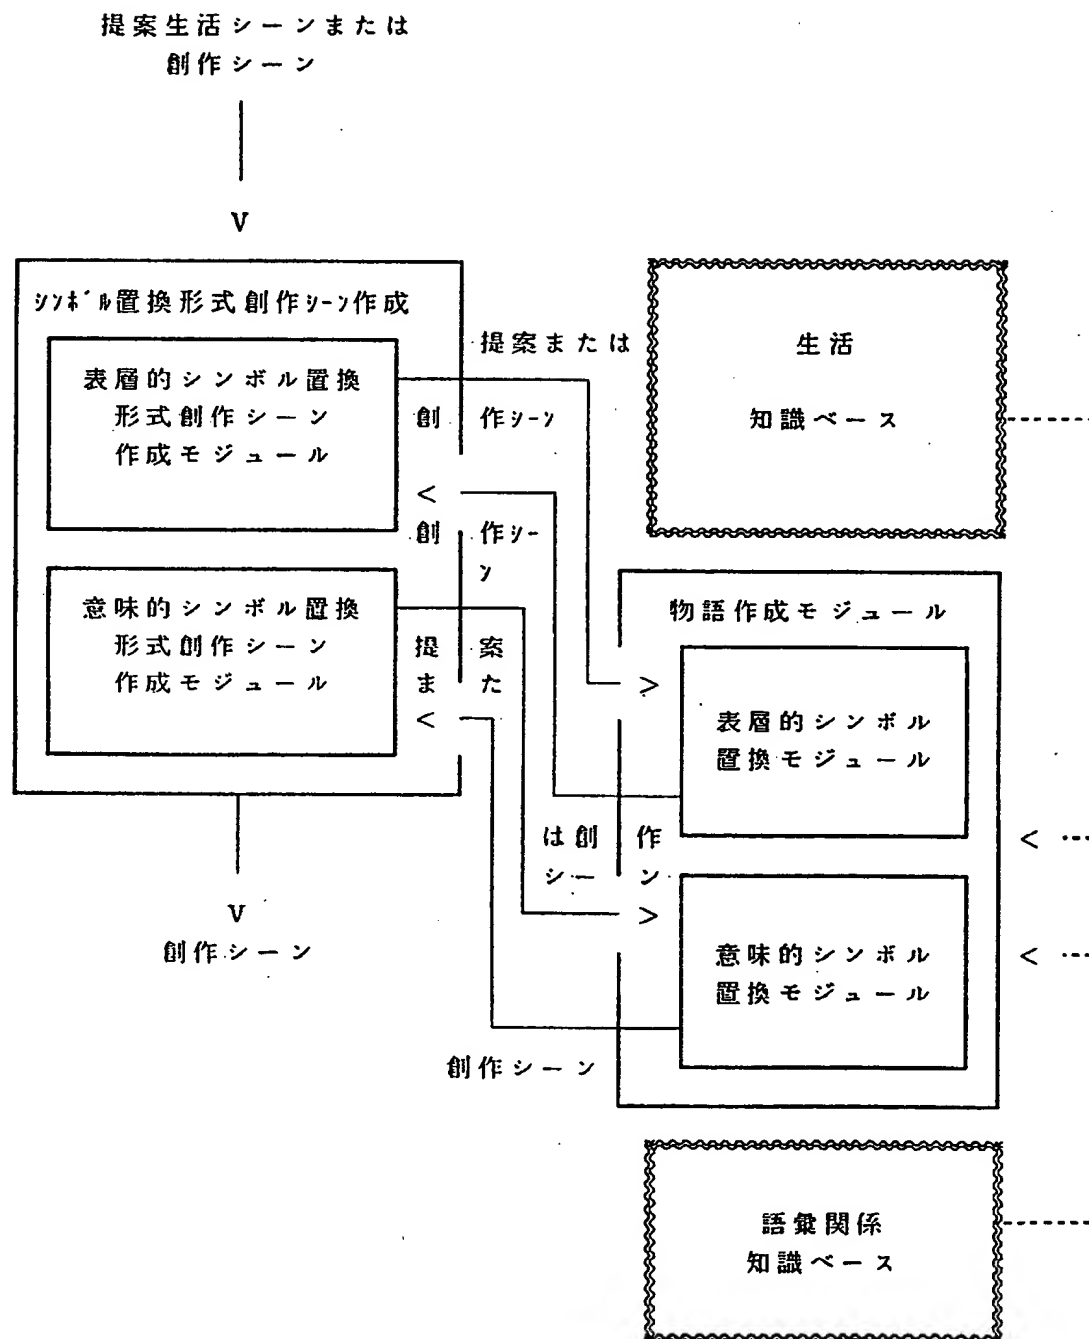 提案生活シーンまたは
創作シーン
V
シンボル置換形式創作シーン作成
表層的シンボル置換
形式創作シーン
作成モジュール
意味的シンボル置換
形式創作シーン
作成モジュール
V
創作シーン
提案または
創作シーン
<
創作シー
ン
提案
また
<
は創作
シーン
創作シーン
生活
知識ベース
物語作成モジュール
>
表層的シンボル
置換モジュール
<
>
意味的シンボル
置換モジュール
<
語彙関係
知識ベース